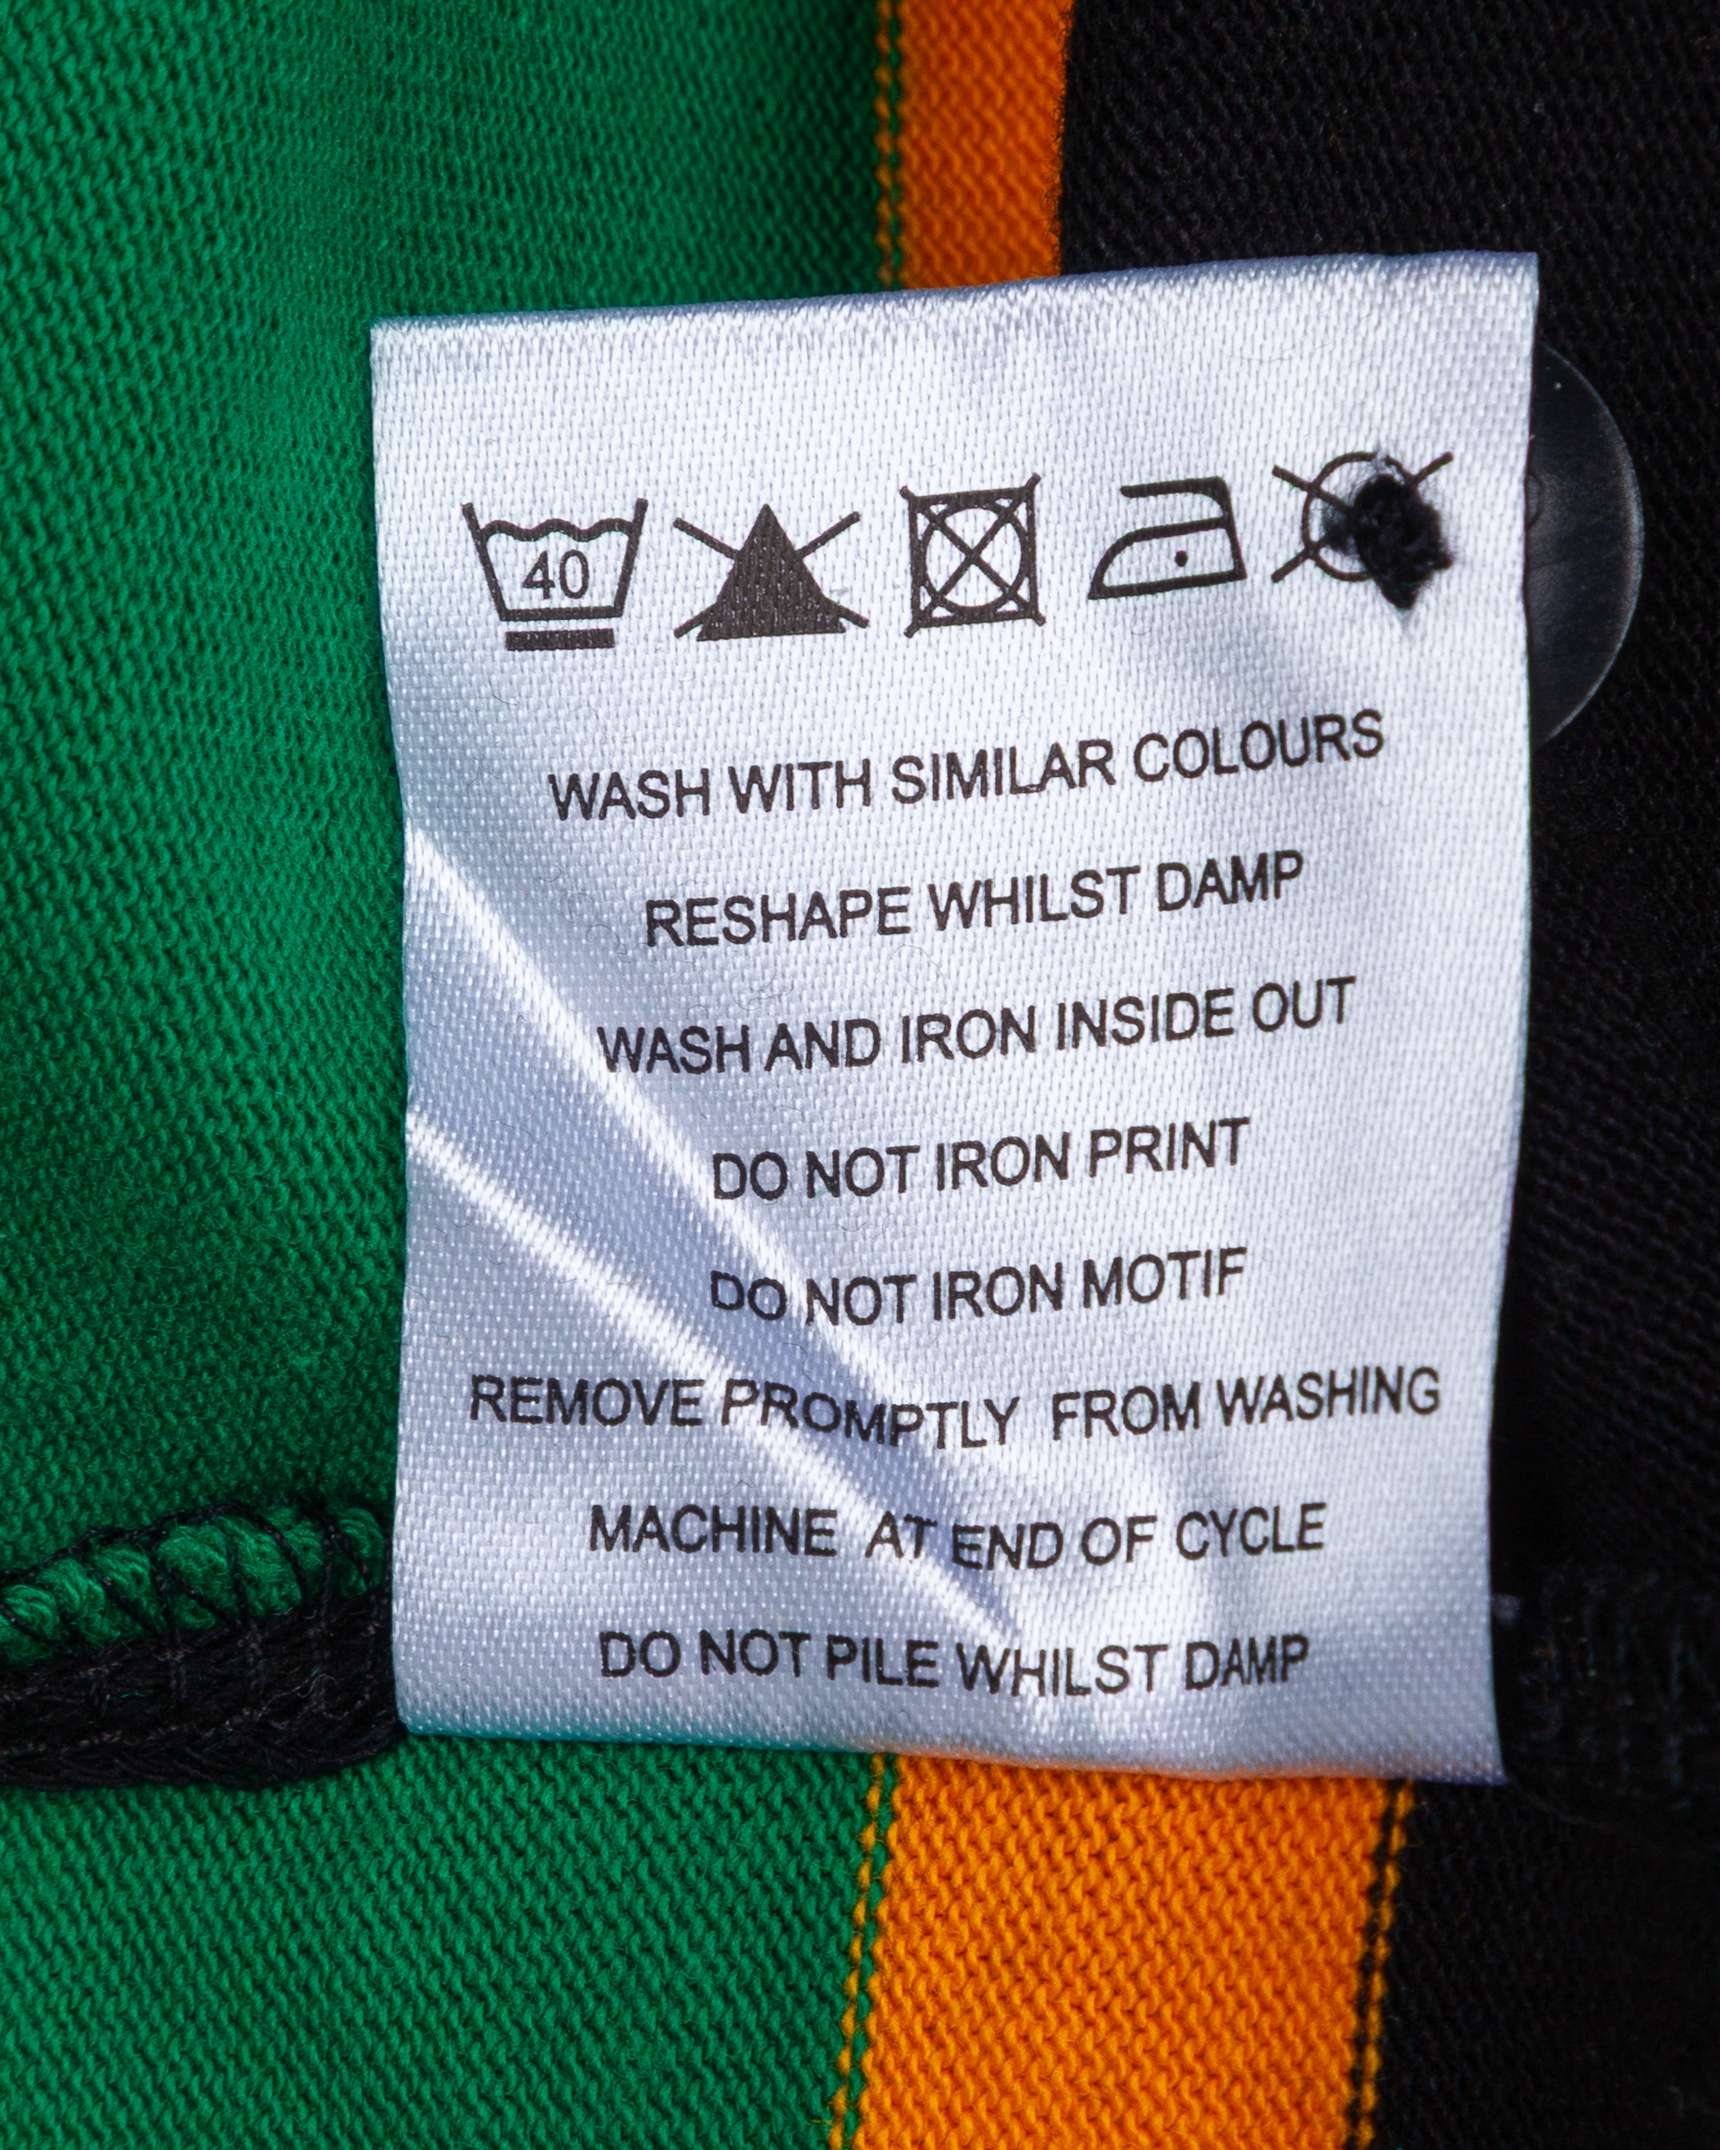 40
WASH WITH SIMILAR COLOURS
RESHAPE WHILST DAMP
WASH AND IRON INSIDE OUT
DO NOT IRON PRINT
DO NOT IRON MOTIF
REMOVE PROMPTLY FROM WASHING
MACHINE AT END OF CYCLE
DO NOT PILE WHILST DAMP